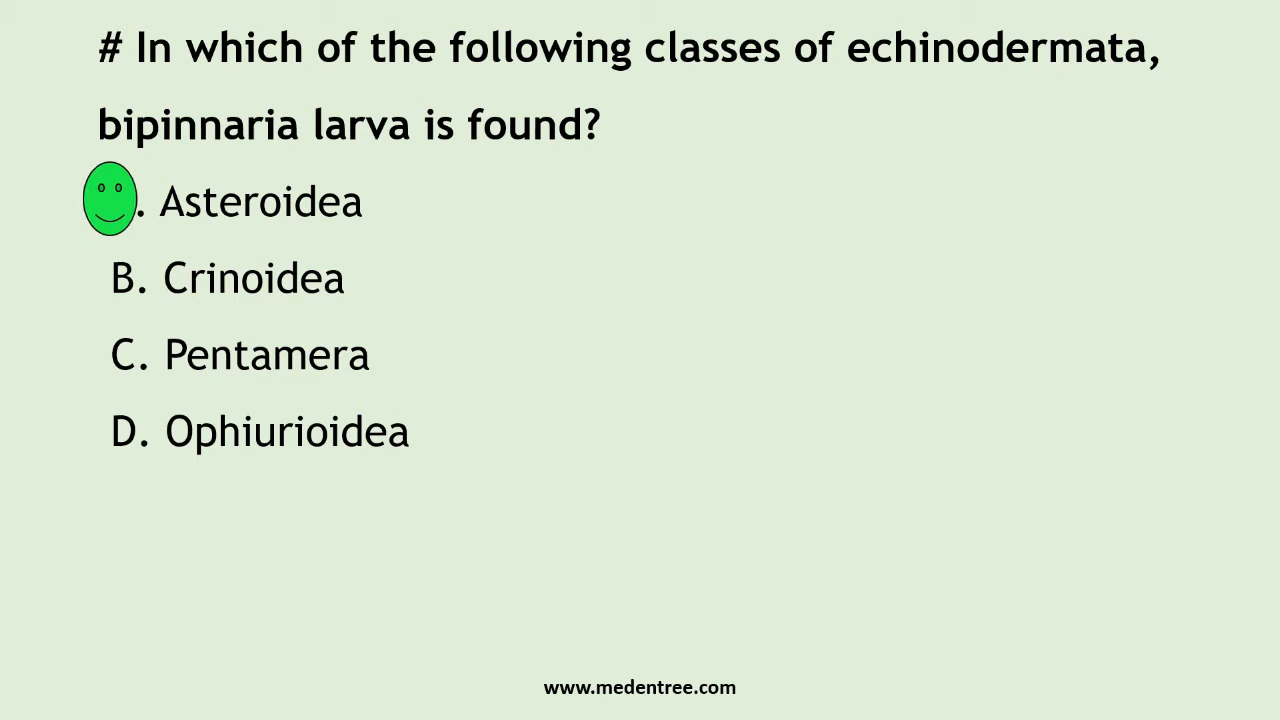 # In which of the following classes of echinodermata,
bipinnaria larva is found?
. Asteroidea
B. Crinoidea
C. Pentamera
D. Ophiurioidea
www.medentree.com